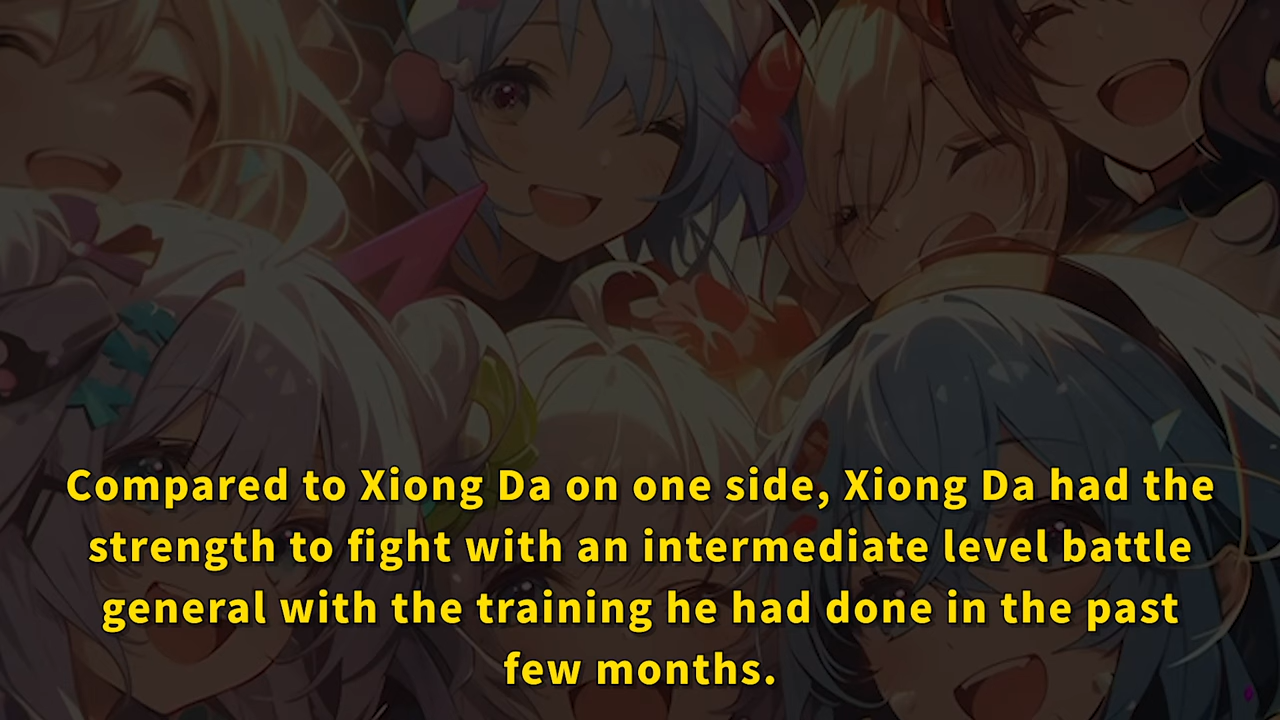 Compared to Xiong Da on one side, Xiong Da had the
strength to fight with an intermediate level battle
general with the training he had done in the past
few months.